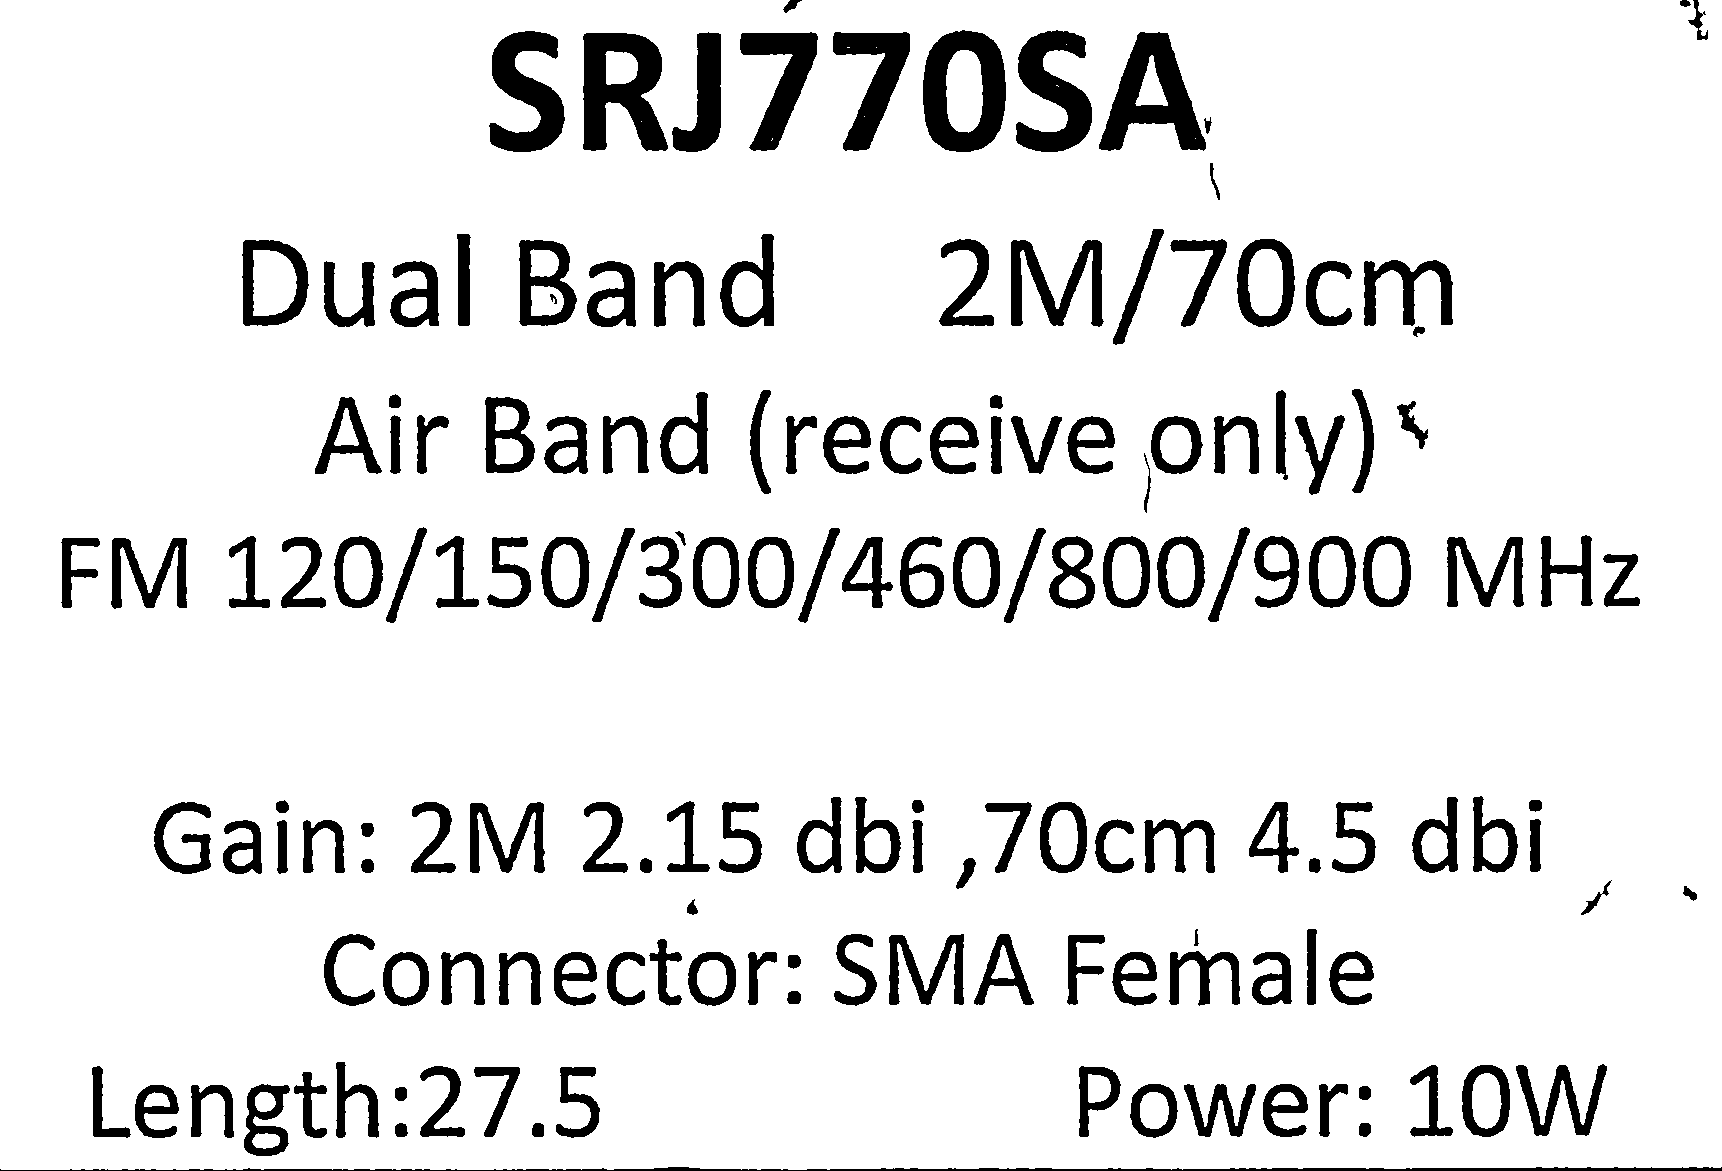 SRJ770SA
Dual Band 2M/70cm
Air Band (receive only)
FM 120/150/300/460/800/900 MHz
Gain: 2M 2.15 dbi ,70cm 4.5 dbi
Connector: SMA Female
Length:27.5 Power: 10W